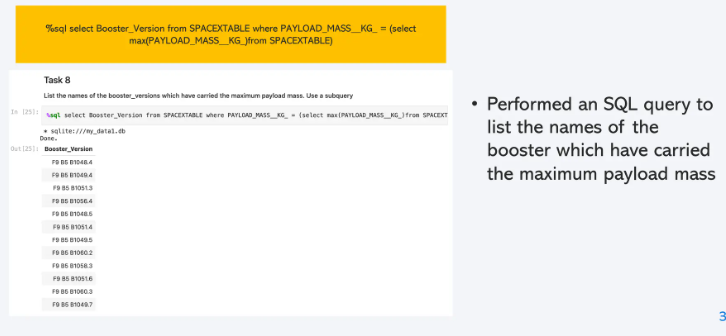 %sql select Booster_Version from SPACEXTABLE where PAYLOAD_MASS__KG_ = (select
max(PAYLOAD_MASS__KG_)from SPACEXTABLE)
Task 8
List the names of the booster_versions which have carried the maximum payload mass. Use a subquery
In [25]: %sql select Booster_Version from SPACEXTABLE where PAYLOAD_MASS__KG_ = (select max(PAYLOAD_MASS__KG_)from SPACEXT
* sqlite:///my_data1.db
Done.
Out[25]: Booster_Version
F9 B5 B1048.4
F9 B5 B1049.4
F9 B5 B1051.3
F9 B5 B1056.4
F9 B5 B1048.5
F9 B5 B1051.4
F9 B5 B1049.5
F9 B5 B1060.2
F9 B5 B1058.3
F9 B5 B1051.6
F9 B5 B1060.3
F9 B5 B1049.7
• Performed an SQL query to
list the names of the
booster which have carried
the maximum payload mass
3